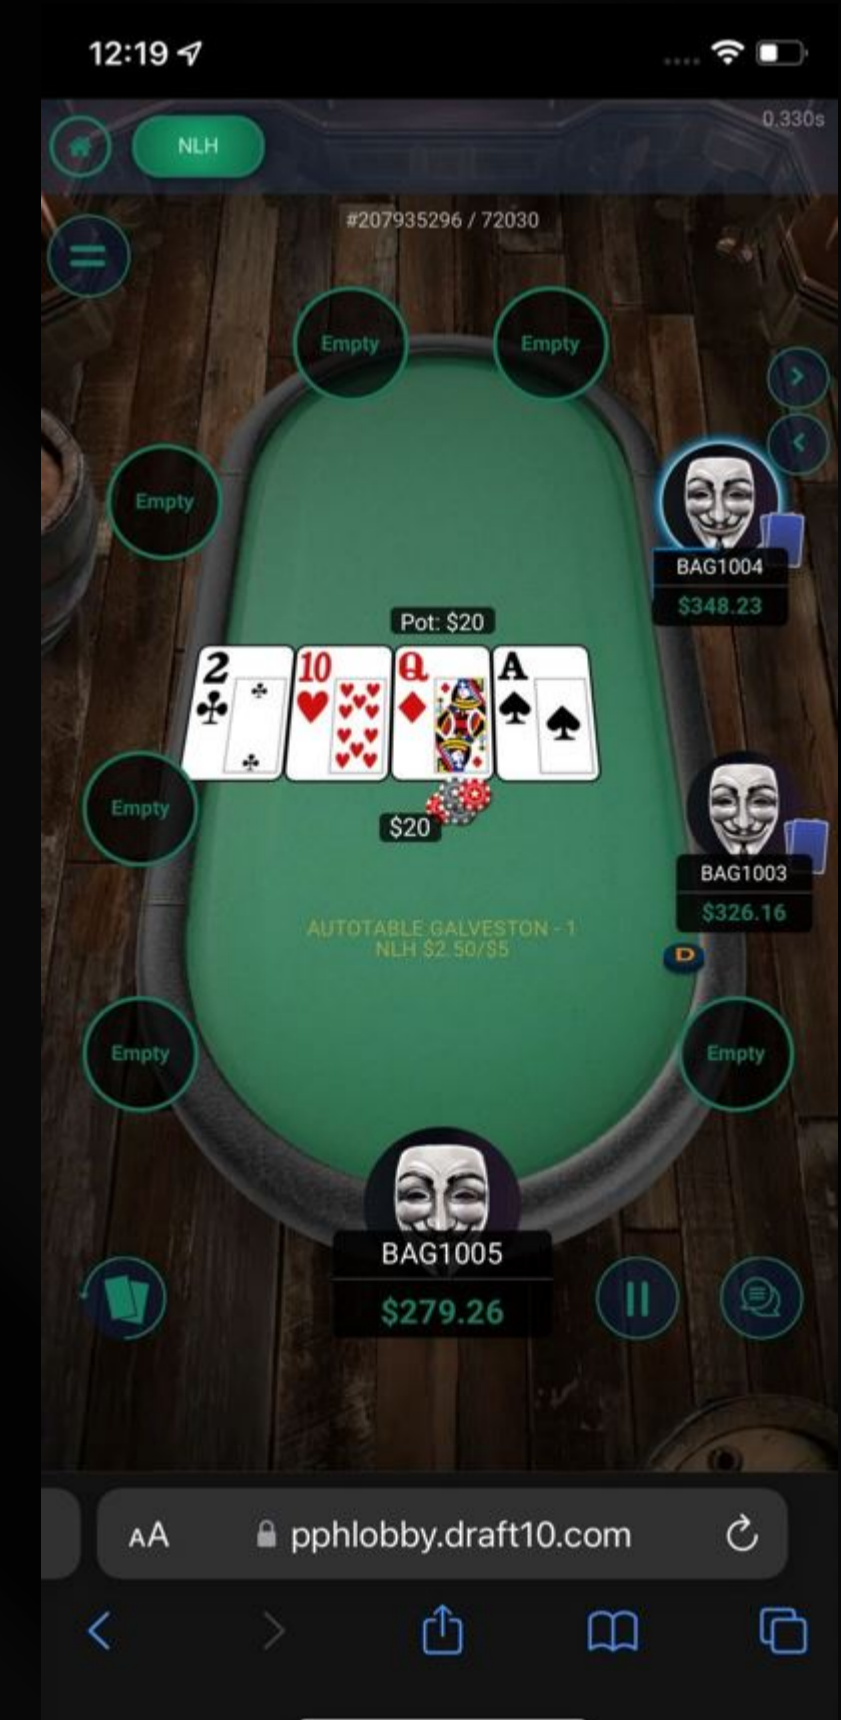 12:19
NLH
0.330s
#207935296 / 72030
Empty
Empty
Empty
BAG1004
$348.23
Pot: $20
2
10
Q
A
Empty
$20
BAG1003
$326.16
AUTOTABLE GALVESTON - 1
NLH $2.50/$5
D
Empty
Empty
BAG1005
$279.26
AA
pphlobby.draft10.com